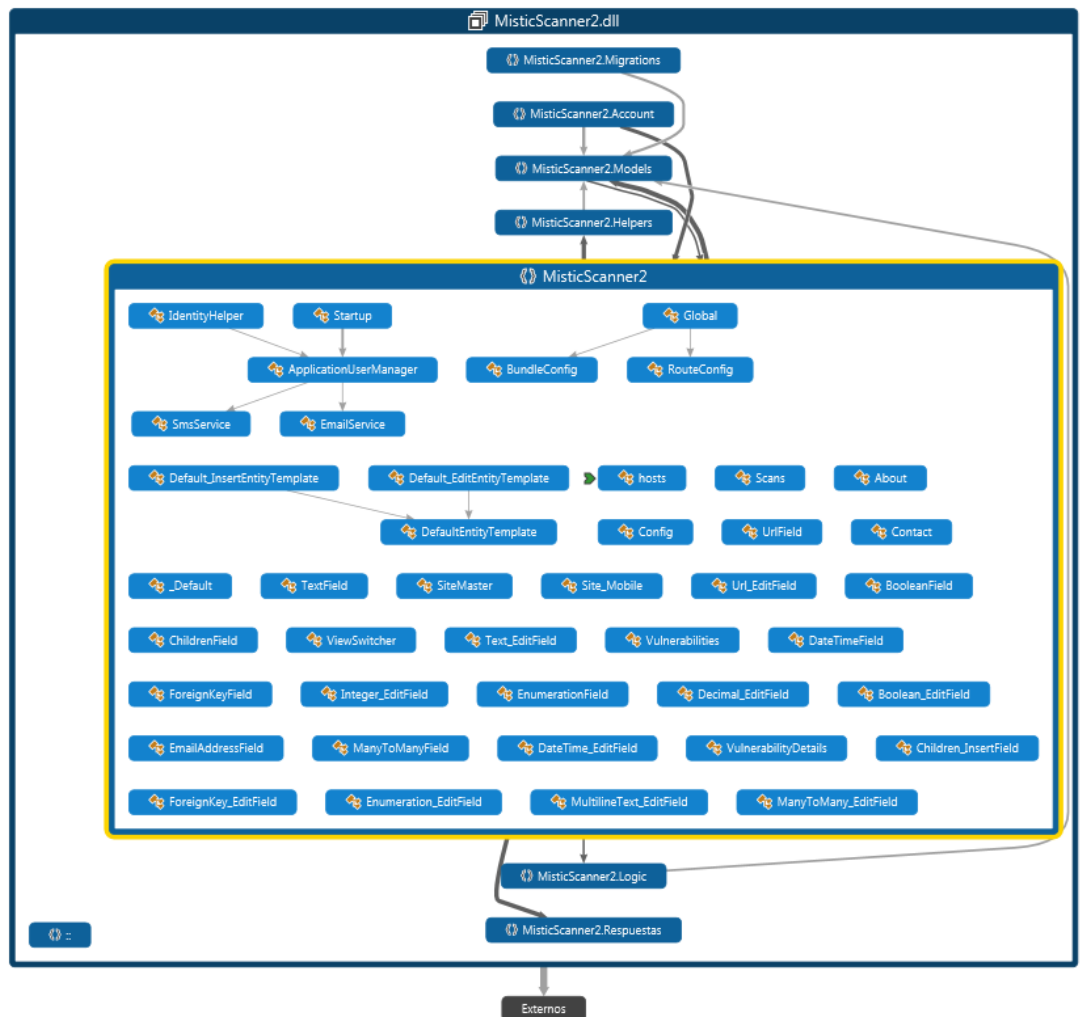 MisticScanner2.dll
MisticScanner2.Migrations
MisticScanner2.Account
MisticScanner2.Models
MisticScanner2.Helpers
MisticScanner2
IdentityHelper Startup Global
ApplicationUserManager BundleConfig RouteConfig
SmsService EmailService
Default_InsertEntityTemplate Default_EditEntityTemplate hosts Scans About
DefaultEntityTemplate Config UrlField Contact
_Default TextField SiteMaster Site_Mobile Url_EditField BooleanField
ChildrenField ViewSwitcher Text_EditField Vulnerabilities DateTimeField
ForeignKeyField Integer_EditField EnumerationField Decimal_EditField Boolean_EditField
EmailAddressField ManyToManyField DateTime_EditField VulnerabilityDetails Children_InsertField
ForeignKey_EditField Enumeration_EditField MultilineText_EditField ManyToMany_EditField
MisticScanner2.Logic
MisticScanner2.Respuestas
::
Externos